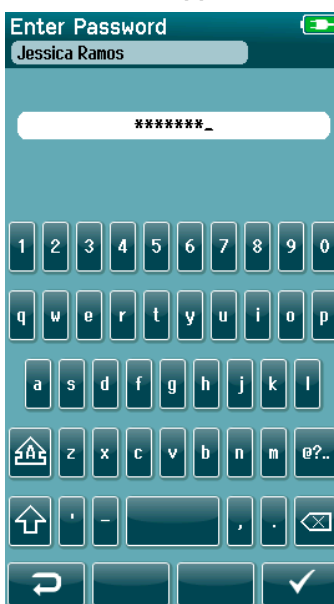 Enter Password
Jessica Ramos
*******_
1 2 3 4 5 6 7 8 9 0
q w e r t y u i o p
a s d f g h j k l
A z x c v b n m @?..
' - , .